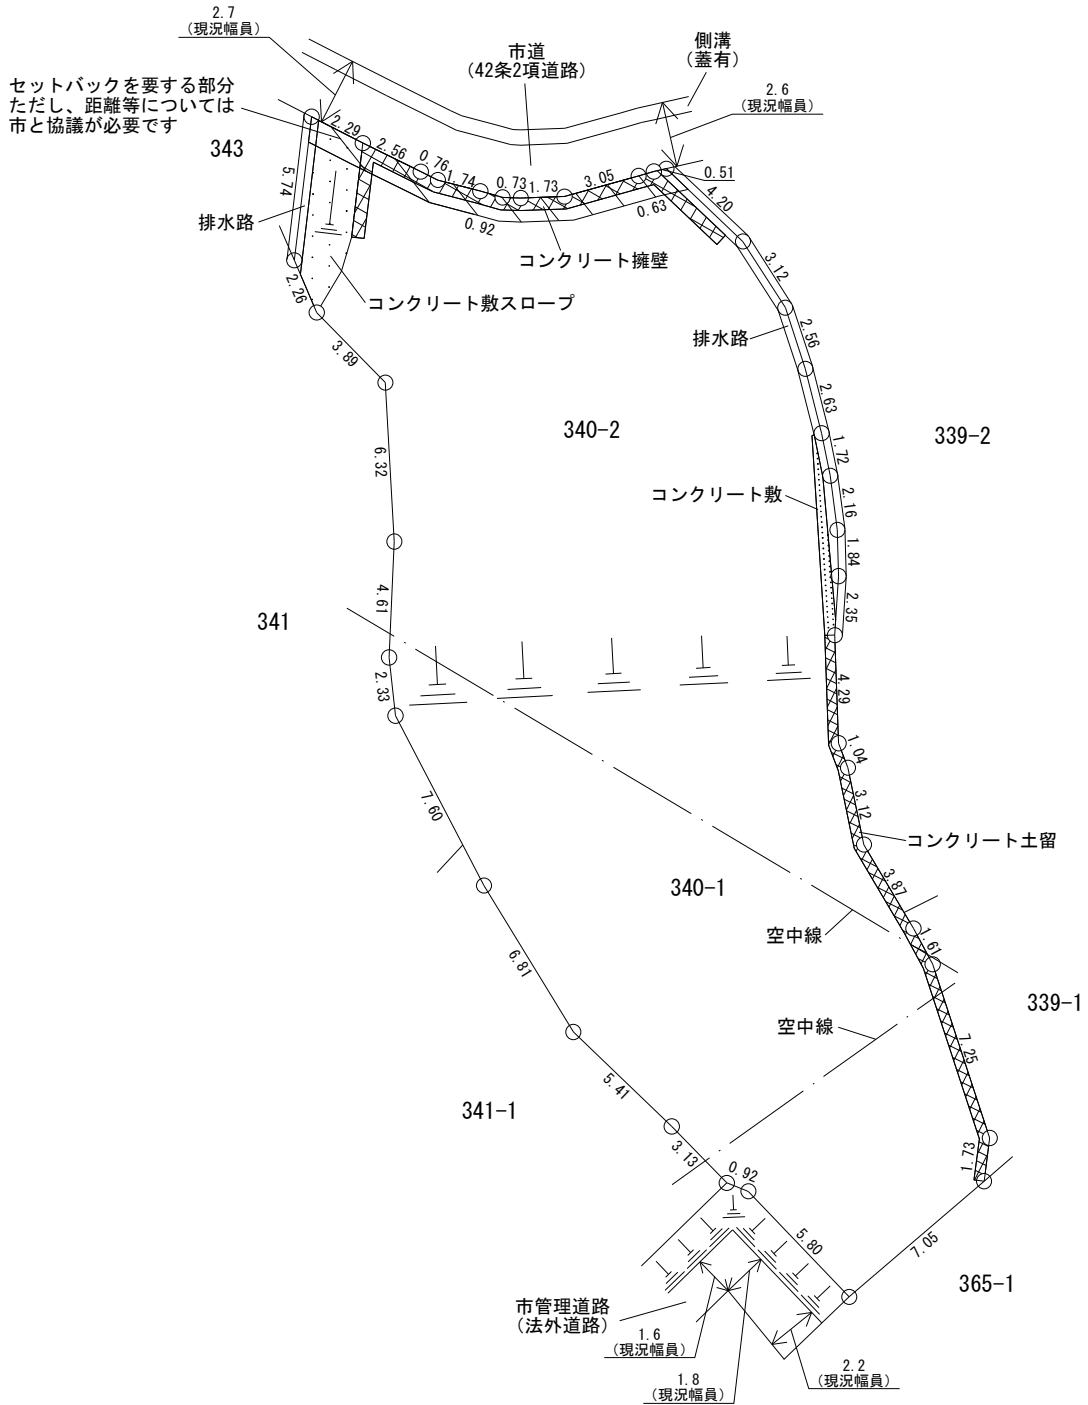 2.7
(現況幅員)
市道
(42条2項道路)
側溝
(蓋有)
セットバックを要する部分
ただし、距離等については
市と協議が必要です
2.6
(現況幅員)
343
2.29
2.56
0.76
1.74
0.73
1.73
3.05
0.51
0.63
0.92
4.20
5.74
排水路
コンクリート擁壁
3.12
2.26
コンクリート敷スロープ
3.89
排水路
2.56
2.63
340-2
339-2
6.32
1.72
コンクリート敷
2.16
1.84
4.61
2.35
341
2.33
4.29
1.04
7.60
3.12
コンクリート土留
3.87
340-1
空中線
1.61
6.81
339-1
空中線
7.25
5.41
341-1
3.13
0.92
1.73
5.80
7.05
365-1
市管理道路
(法外道路)
1.6
(現況幅員)
1.8
(現況幅員)
2.2
(現況幅員)